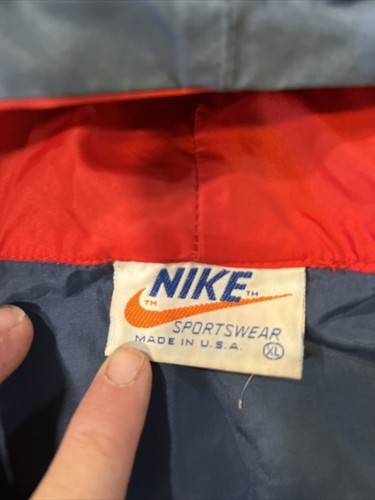 NIKE TM
TM
SPORTSWEAR
MADE IN U.S.A. XL